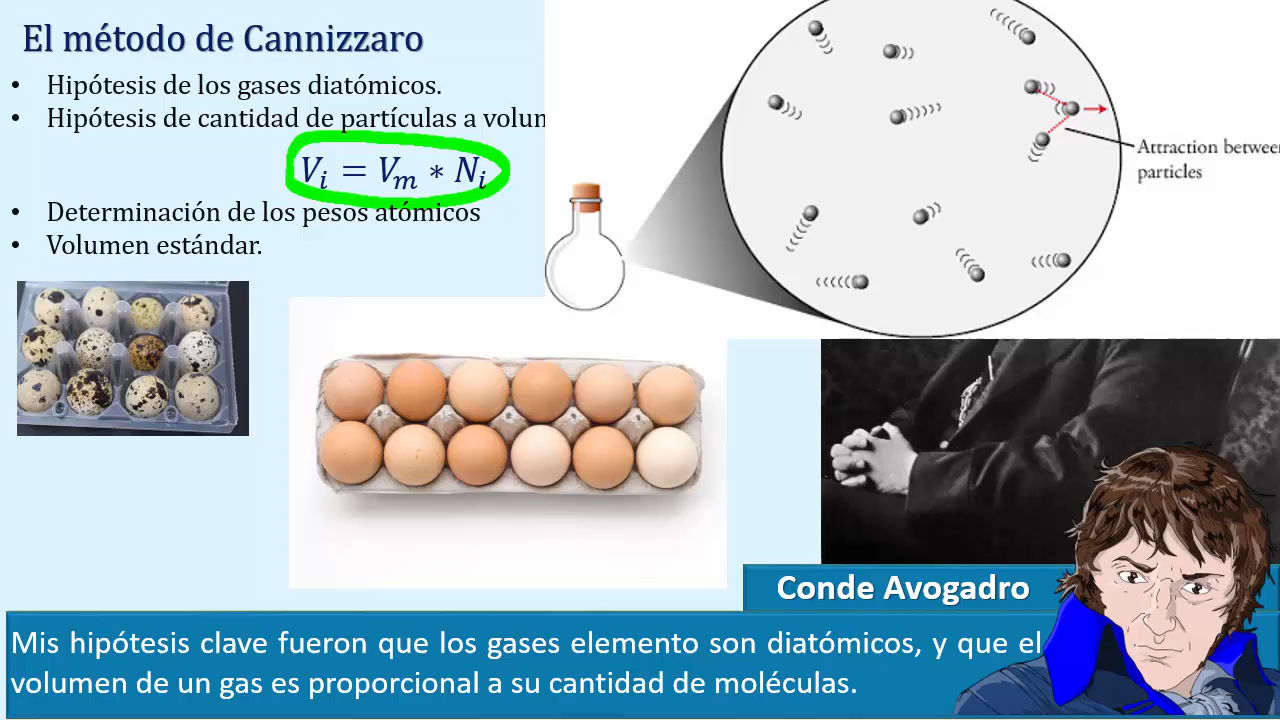 El método de Cannizzaro
• Hipótesis de los gases diatómicos.
• Hipótesis de cantidad de partículas a
V_i = V_m * N_i
• Determinación de los pesos atómicos
• Volumen estándar.
Attraction between
particles
Conde Avogadro
Mis hipótesis clave fueron que los gases elemento son diatómicos, y que el
volumen de un gas es proporcional a su cantidad de moléculas.